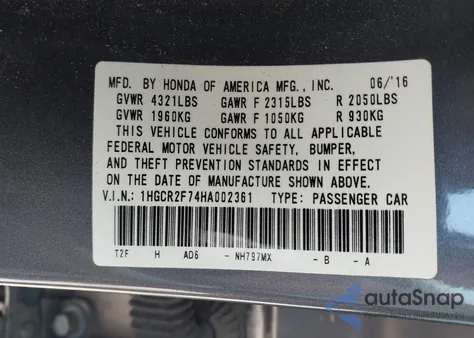 MFD. BY HONDA OF AMERICA MFG., INC. 06/'16
GVWR 4321LBS GAWR F 2315LBS R 2050LBS
GVWR 1960KG GAWR F 1050KG R 930KG
THIS VEHICLE CONFORMS TO ALL APPLICABLE
FEDERAL MOTOR VEHICLE SAFETY, BUMPER,
AND THEFT PREVENTION STANDARDS IN EFFECT
ON THE DATE OF MANUFACTURE SHOWN ABOVE.
V.I.N.: 1HGCR2F74HA002361 TYPE: PASSENGER CAR
T2F H AD6 - NH797MX - B - A
autoSnap